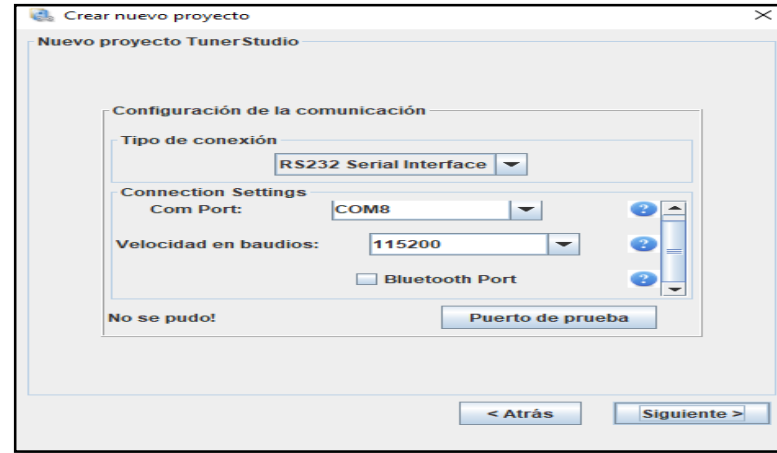 Crear nuevo proyecto
Nuevo proyecto TunerStudio
Configuración de la comunicación
Tipo de conexión
RS232 Serial Interface
Connection Settings
Com Port: COM8
Velocidad en baudios: 115200
Bluetooth Port
No se pudo! Puerto de prueba
< Atrás Siguiente >